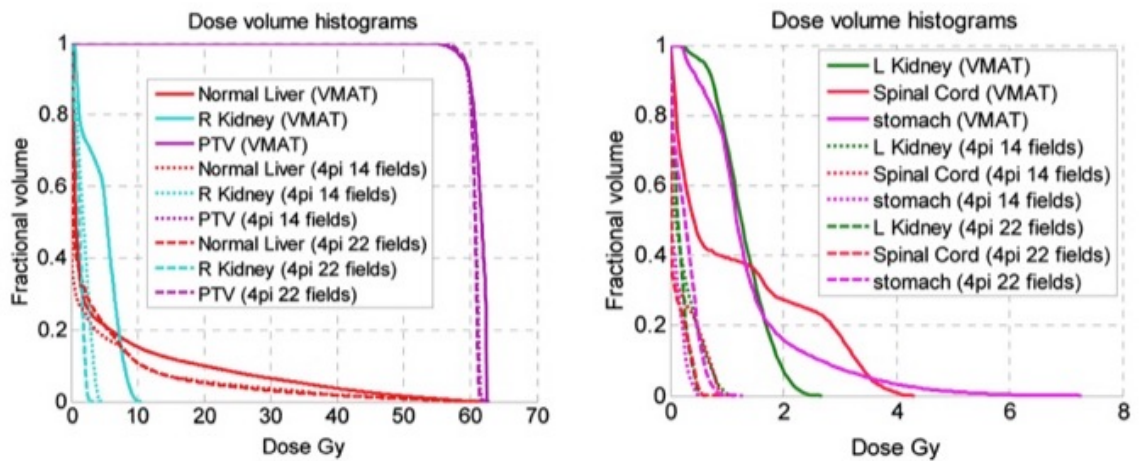 Dose volume histograms
1
0.8
0.6
0.4
0.2
0
Fractional volume
Normal Liver (VMAT)
R Kidney (VMAT)
PTV (VMAT)
Normal Liver (4pi 14 fields)
R Kidney (4pi 14 fields)
PTV (4pi 14 fields)
Normal Liver (4pi 22 fields)
R Kidney (4pi 22 fields)
PTV (4pi 22 fields)
0 10 20 30 40 50 60 70
Dose Gy
Dose volume histograms
1
0.8
0.6
0.4
0.2
0
Fractional volume
L Kidney (VMAT)
Spinal Cord (VMAT)
stomach (VMAT)
L Kidney (4pi 14 fields)
Spinal Cord (4pi 14 fields)
stomach (4pi 14 fields)
L Kidney (4pi 22 fields)
Spinal Cord (4pi 22 fields)
stomach (4pi 22 fields)
0 2 4 6 8
Dose Gy